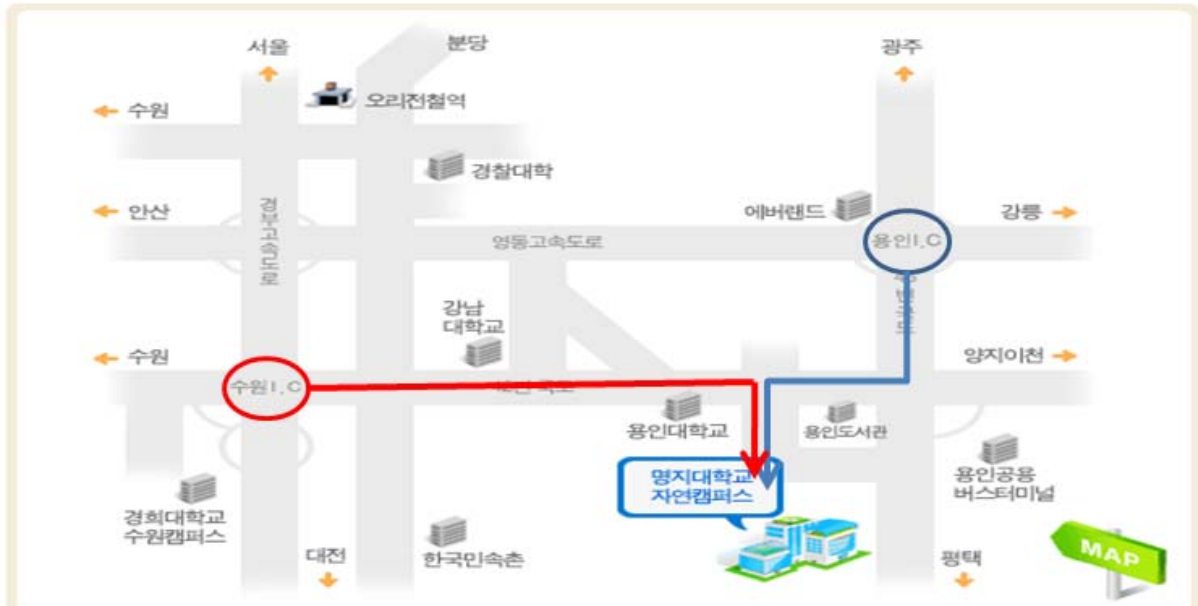 서울
분당
광주
오리전철역
수원
경찰대학
안산
에버랜드
강릉
경부고속도로
영동고속도로
용인I.C
강남
대학교
수원
양지이천
수원I.C
용인대학교
용인도서관
명지대학교
자연캠퍼스
용인공용
버스터미널
경희대학교
수원캠퍼스
대전
한국민속촌
평택
MAP